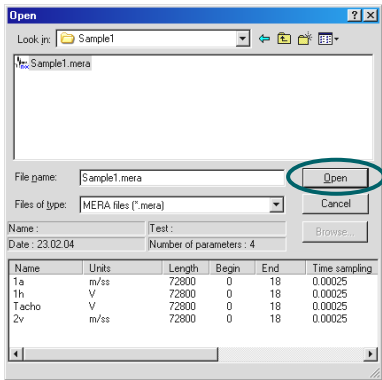 Open
Look in: Sample1
Sample1.mera
File name: Sample1.mera Open
Files of type: MERA files (*.mera) Cancel
Name : Test : Browse...
Date : 23.02.04 Number of parameters : 4
Name Units Length Begin End Time sampling
1a m/ss 72800 0 18 0.00025
1h V 72800 0 18 0.00025
Tacho V 72800 0 18 0.00025
2v m/ss 72800 0 18 0.00025